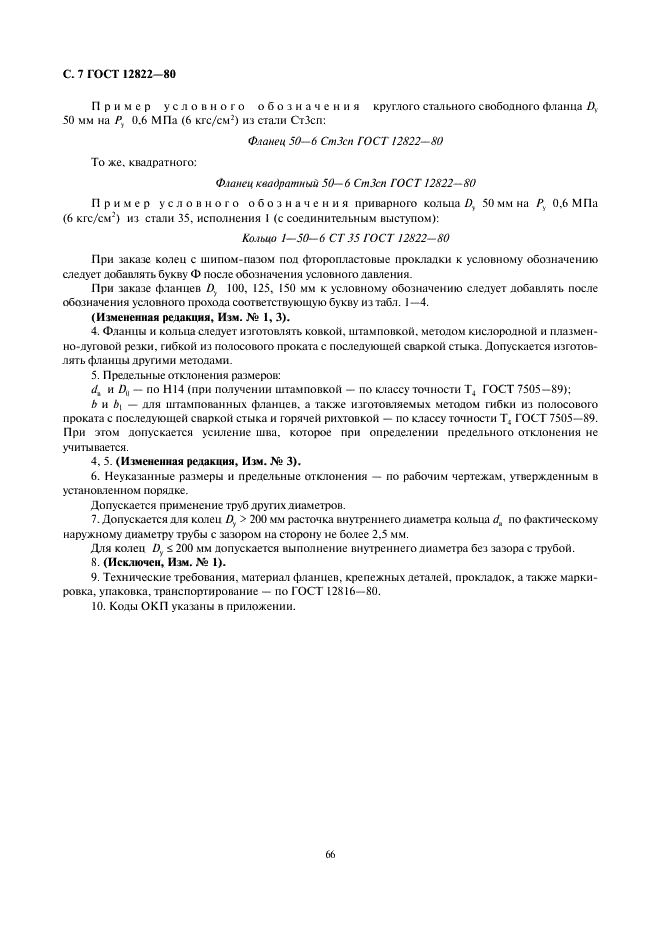 С. 7 ГОСТ 12822—80
Пример условного обозначения круглого стального свободного фланца Dу
50 мм на Pу 0,6 МПа (6 кгс/см²) из стали Ст3сп:
Фланец 50—6 Ст3сп ГОСТ 12822—80
То же, квадратного:
Фланец квадратный 50—6 Ст3сп ГОСТ 12822—80
Пример условного обозначения приварного кольца Dу 50 мм на Pу 0,6 МПа
(6 кгс/см²) из стали 35, исполнения 1 (с соединительным выступом):
Кольцо 1—50—6 СТ 35 ГОСТ 12822—80
При заказе колец с шипом-пазом под фторопластовые прокладки к условному обозначению
следует добавлять букву Ф после обозначения условного давления.
При заказе фланцев Dу 100, 125, 150 мм к условному обозначению следует добавлять после
обозначения условного прохода соответствующую букву из табл. 1—4.
(Измененная редакция, Изм. № 1, 3).
4. Фланцы и кольца следует изготовлять ковкой, штамповкой, методом кислородной и плазмен-
но-дуговой резки, гибкой из полосового проката с последующей сваркой стыка. Допускается изготов-
лять фланцы другими методами.
5. Предельные отклонения размеров:
dв и D0 — по Н14 (при получении штамповкой — по классу точности Т4 ГОСТ 7505—89);
b и b1 — для штампованных фланцев, а также изготовляемых методом гибки из полосового
проката с последующей сваркой стыка и горячей рихтовкой — по классу точности Т4 ГОСТ 7505—89.
При этом допускается усиление шва, которое при определении предельного отклонения не
учитывается.
4, 5. (Измененная редакция, Изм. № 3).
6. Неуказанные размеры и предельные отклонения — по рабочим чертежам, утвержденным в
установленном порядке.
Допускается применение труб других диаметров.
7. Допускается для колец Dу > 200 мм расточка внутреннего диаметра кольца dв по фактическому
наружному диаметру трубы с зазором на сторону не более 2,5 мм.
Для колец Dу ≤ 200 мм допускается выполнение внутреннего диаметра без зазора с трубой.
8. (Исключен, Изм. № 1).
9. Технические требования, материал фланцев, крепежных деталей, прокладок, а также марки-
ровка, упаковка, транспортирование — по ГОСТ 12816—80.
10. Коды ОКП указаны в приложении.
66